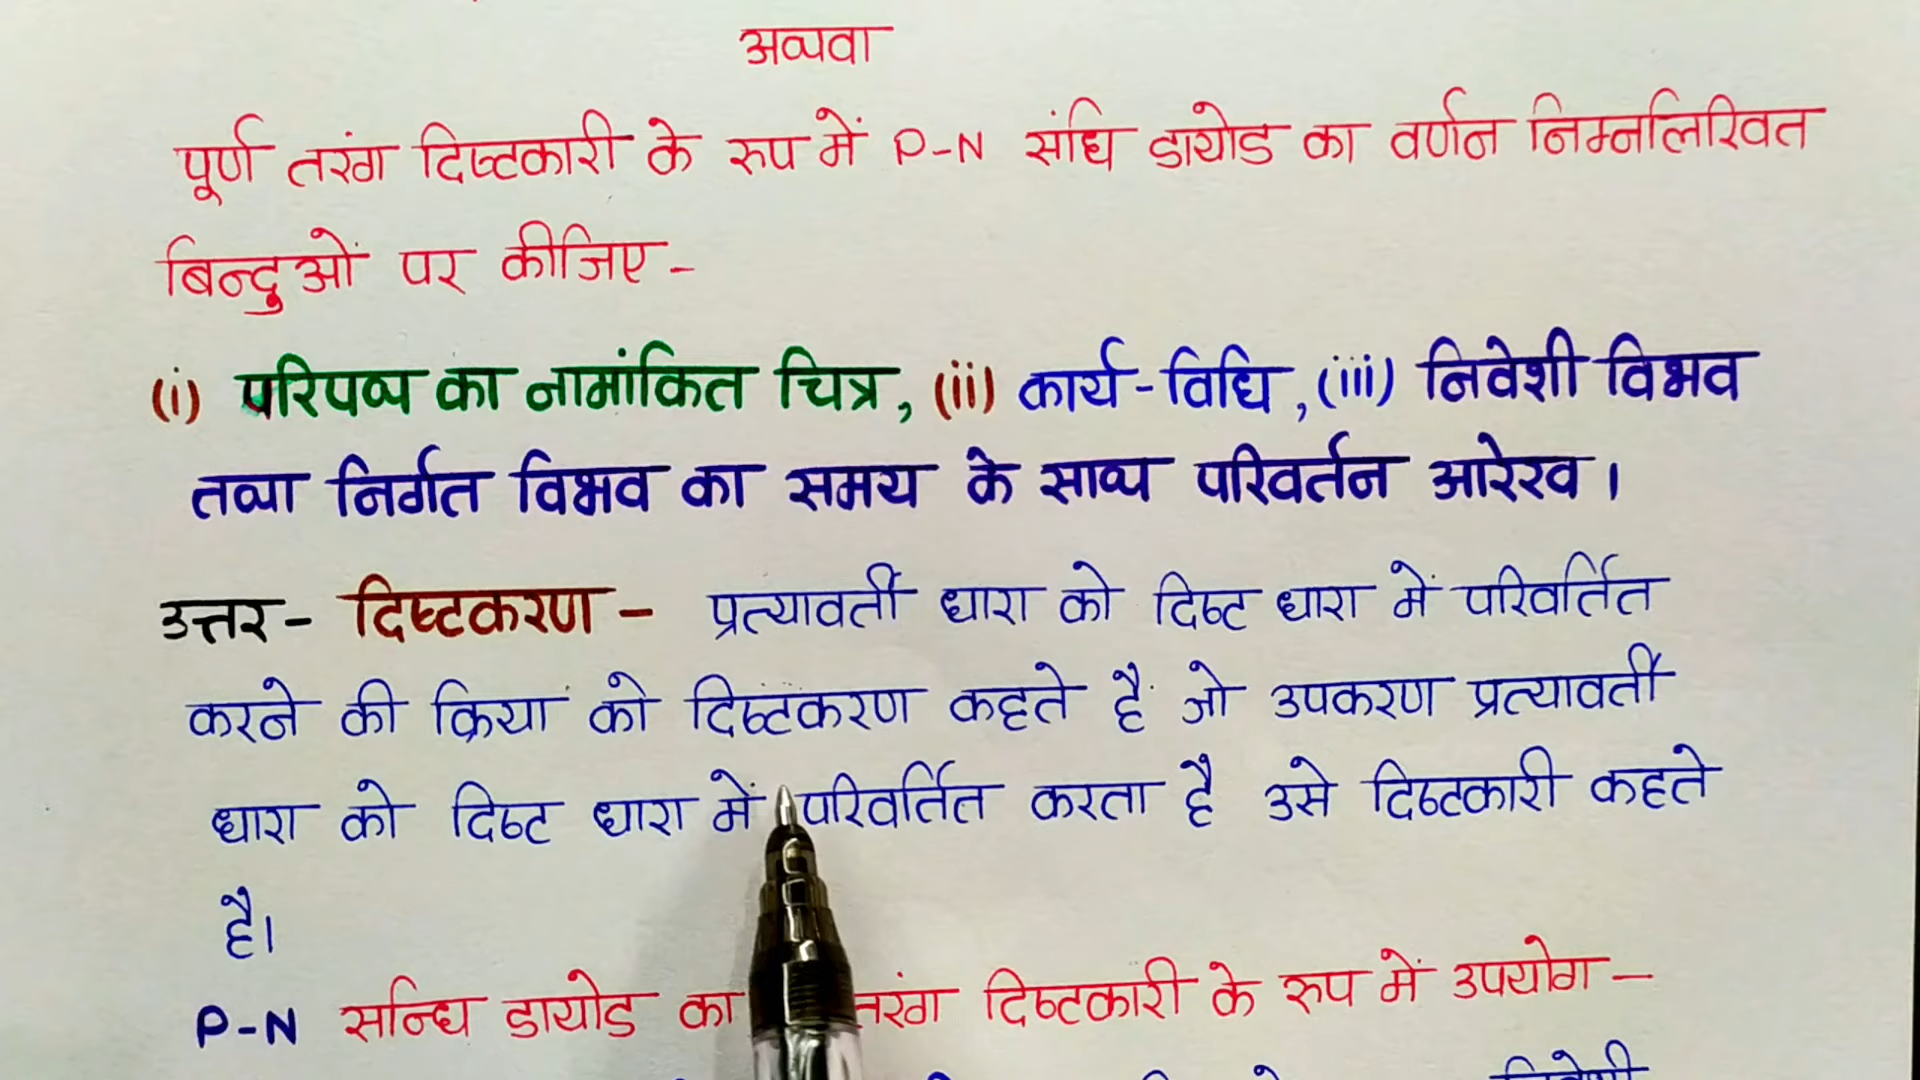 अथवा
पूर्ण तरंग दिष्टकारी के रुप में P-N संधि डायोड का वर्णन निम्नलिखित
बिन्दुओं पर कीजिए -
(i) परिपथ का नामांकित चित्र, (ii) कार्य-विधि, (iii) निवेशी विभव
तथा निर्गत विभव का समय के साथ परिवर्तन आरेख।
उत्तर - दिष्टकरण - प्रत्यावर्ती धारा को दिष्ट धारा में परिवर्तित
करने की क्रिया को दिष्टकरण कहते हैं जो उपकरण प्रत्यावर्ती
धारा को दिष्ट धारा में परिवर्तित करता है उसे दिष्टकारी कहते
है।
P-N सन्धि डायोड का तरंग दिष्टकारी के रुप में उपयोग -